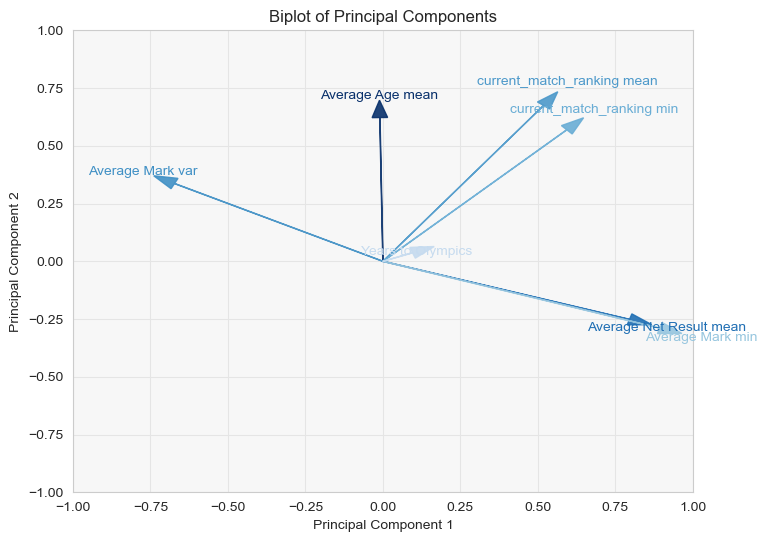 Biplot of Principal Components
1.00
0.75
0.50
0.25
0.00
−0.25
−0.50
−0.75
−1.00
Principal Component 2
current_match_ranking mean
Average Age mean
current_match_ranking min
Average Mark var
Average Net Result mean
Average Mark min
−1.00 −0.75 −0.50 −0.25 0.00 0.25 0.50 0.75 1.00
Principal Component 1